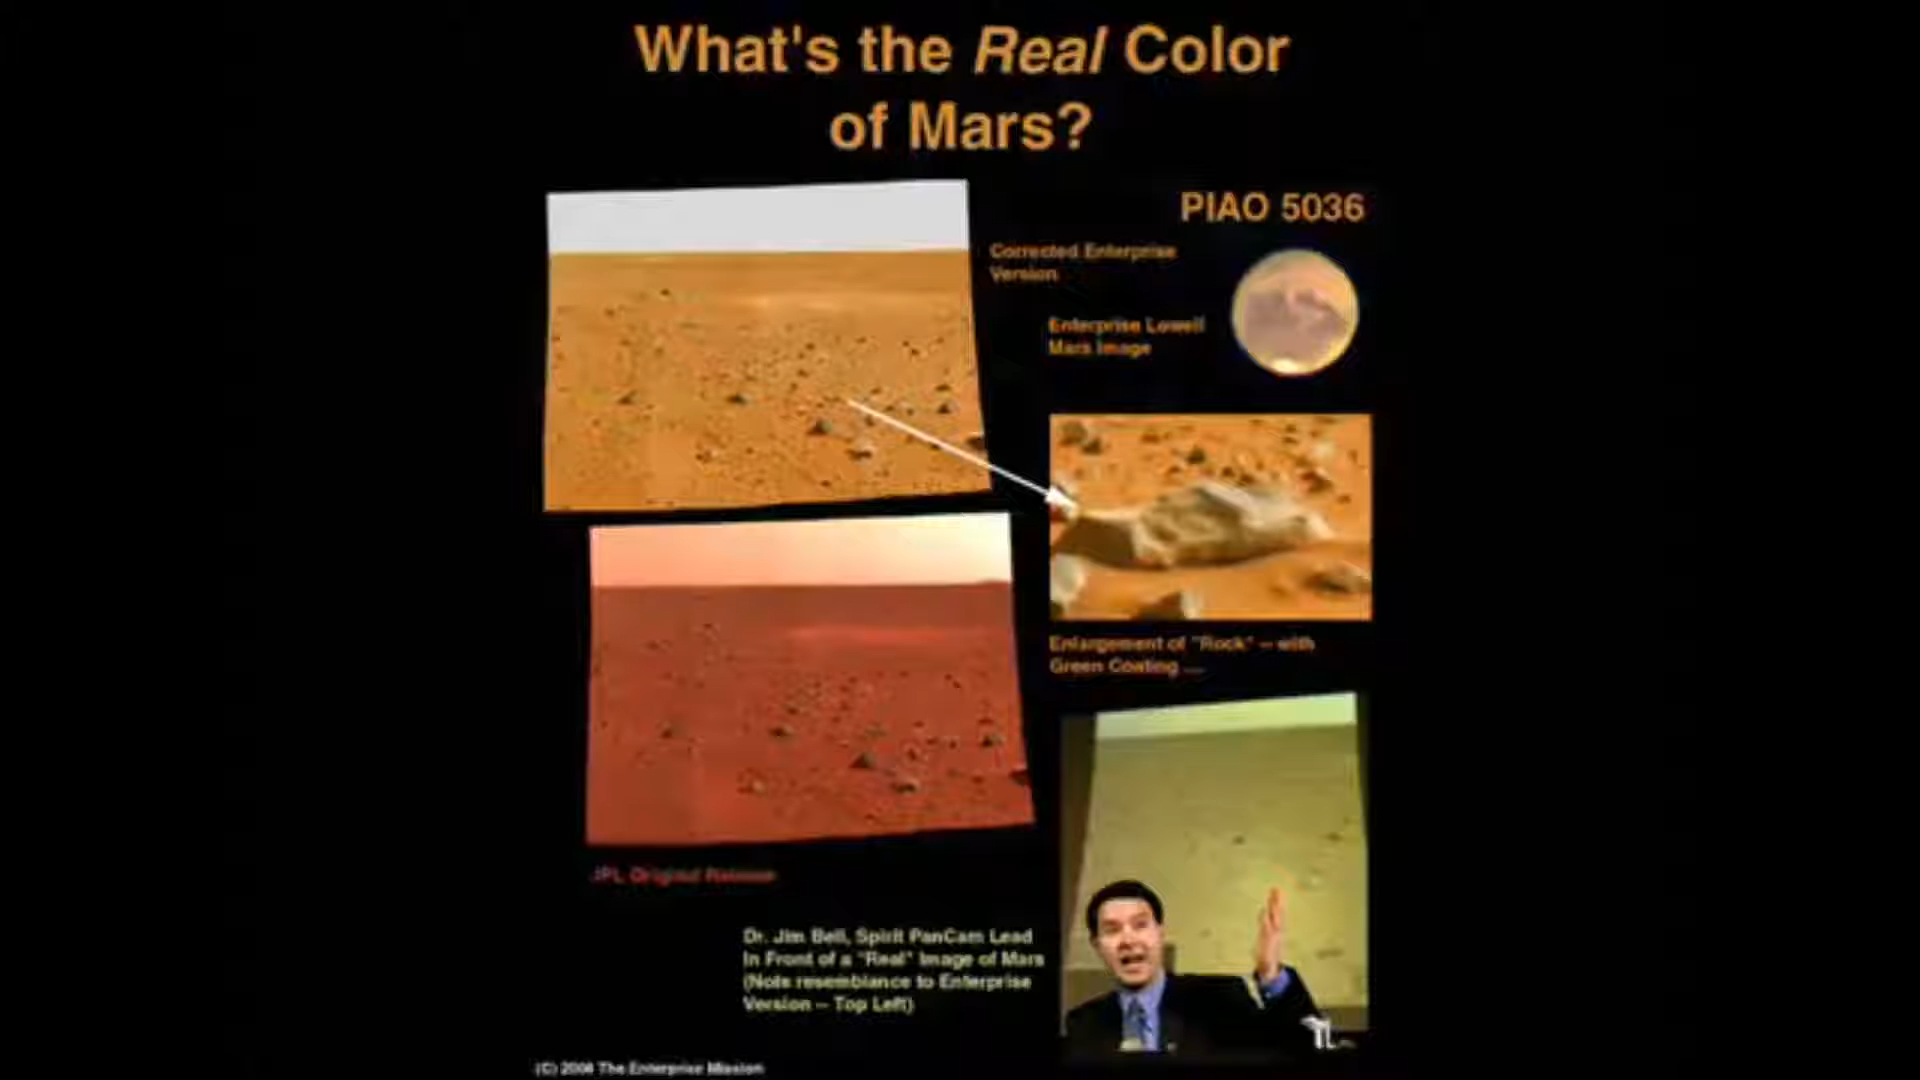 What's the Real Color
of Mars?
PIAO 5036
Corrected Enterprise
Version
Enterprise Lowell
Mars Image
Enlargement of "Rock" -- with
Green Coating ....
JPL Original Release
Dr. Jim Bell, Spirit PanCam Lead
In Front of a "Real" Image of Mars
(Note resemblance to Enterprise
Version -- Top Left)
(C) The Enterprise Mission